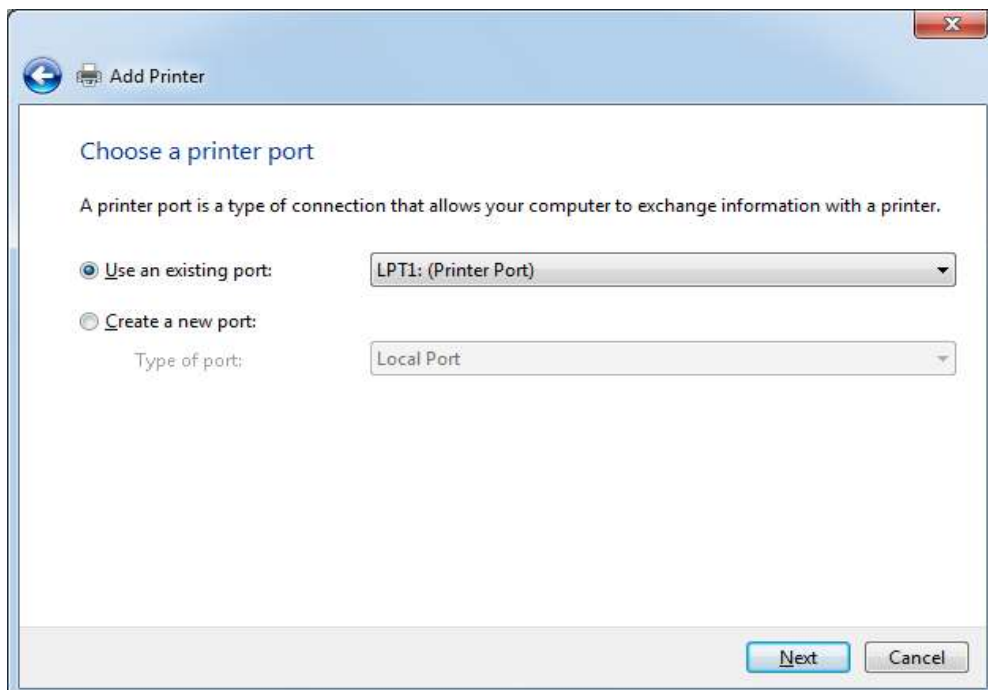 Add Printer
Choose a printer port
A printer port is a type of connection that allows your computer to exchange information with a printer.
Use an existing port: LPT1: (Printer Port)
Create a new port:
Type of port: Local Port
Next Cancel